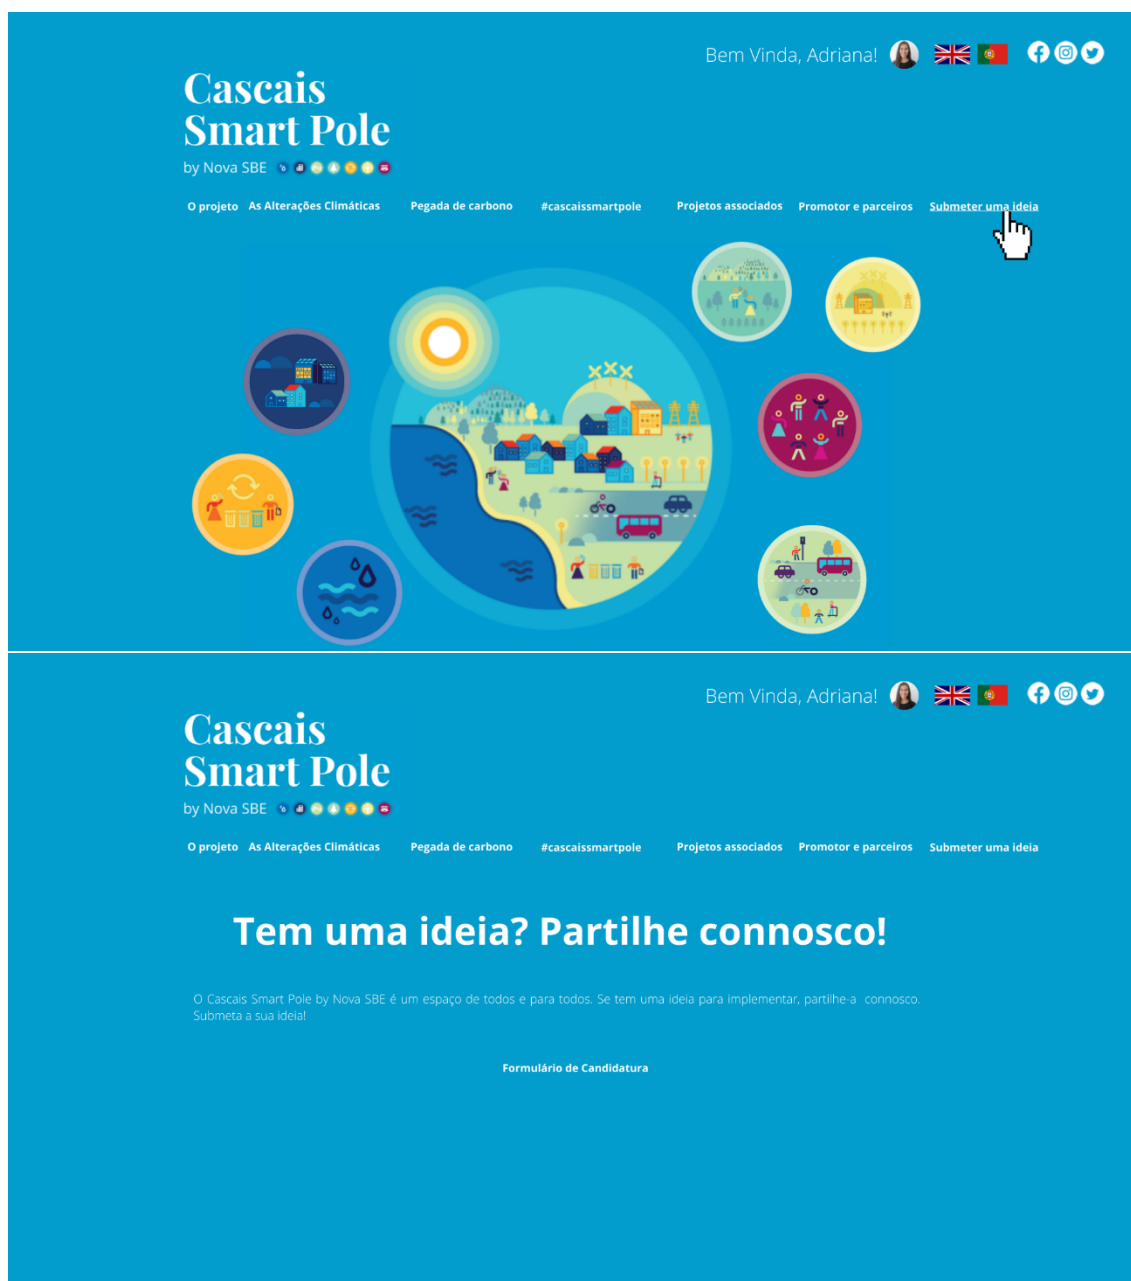 Bem Vinda, Adriana!
Cascais
Smart Pole
by Nova SBE
O projeto As Alterações Climáticas Pegada de carbono #cascaissmartpole Projetos associados Promotor e parceiros Submeter uma ideia
Bem Vinda, Adriana!
Cascais
Smart Pole
by Nova SBE
O projeto As Alterações Climáticas Pegada de carbono #cascaissmartpole Projetos associados Promotor e parceiros Submeter uma ideia
Tem uma ideia? Partilhe connosco!
O Cascais Smart Pole by Nova SBE é um espaço de todos e para todos. Se tem uma ideia para implementar, partilhe-a connosco.
Submeta a sua ideia!
Formulário de Candidatura